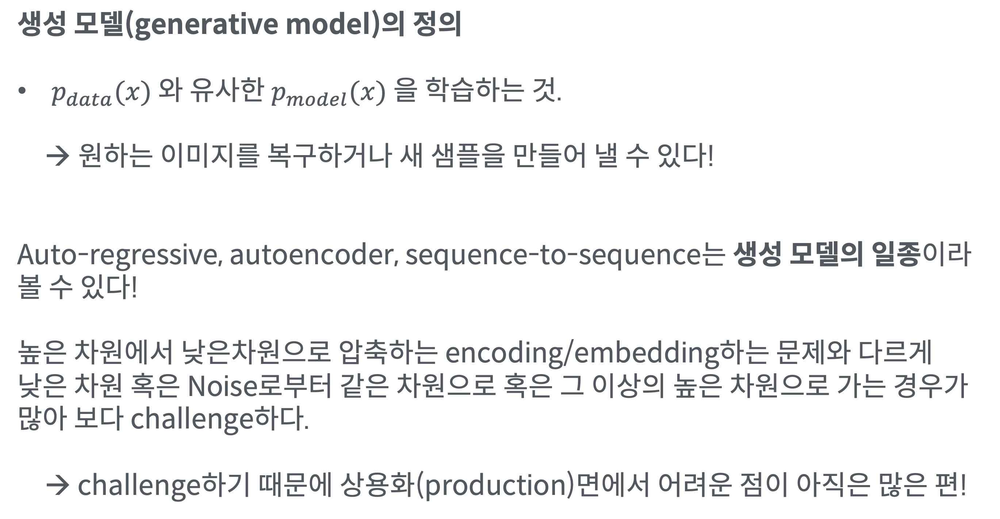 생성 모델(generative model)의 정의
• p_data(x) 와 유사한 p_model(x) 을 학습하는 것.
→ 원하는 이미지를 복구하거나 새 샘플을 만들어 낼 수 있다!
Auto-regressive, autoencoder, sequence-to-sequence는 생성 모델의 일종이라
볼 수 있다!
높은 차원에서 낮은차원으로 압축하는 encoding/embedding하는 문제와 다르게
낮은 차원 혹은 Noise로부터 같은 차원으로 혹은 그 이상의 높은 차원으로 가는 경우가
많아 보다 challenge하다.
→ challenge하기 때문에 상용화(production)면에서 어려운 점이 아직은 많은 편!